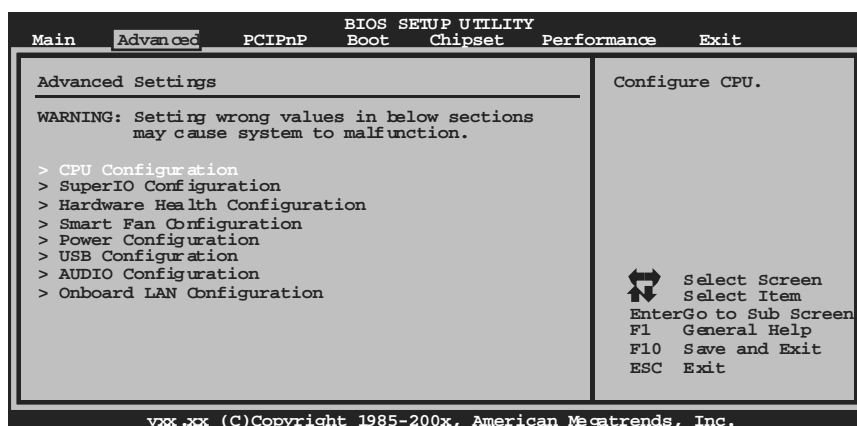 BIOS SETUP UTILITY
Main Advanced PCIPnP Boot Chipset Performance Exit
Advanced Settings
WARNING: Setting wrong values in below sections
may cause system to malfunction.
> CPU Configuration
> SuperIO Configuration
> Hardware Health Configuration
> Smart Fan Configuration
> Power Configuration
> USB Configuration
> AUDIO Configuration
> Onboard LAN Configuration
Configure CPU.
Select Screen
Select Item
EnterGo to Sub Screen
F1 General Help
F10 Save and Exit
ESC Exit
vxx.xx (C)Copyright 1985-200x, American Megatrends, Inc.